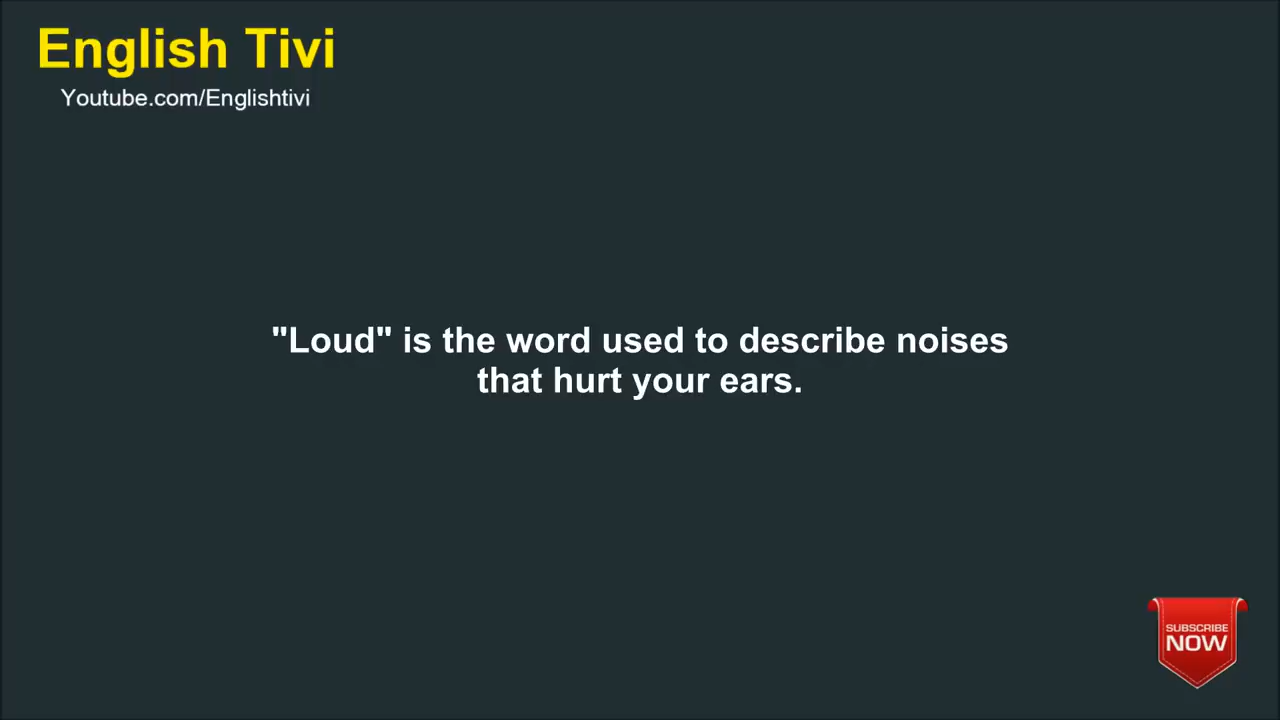 English Tivi
Youtube.com/Englishtivi
"Loud" is the word used to describe noises
that hurt your ears.
SUBSCRIBE
NOW